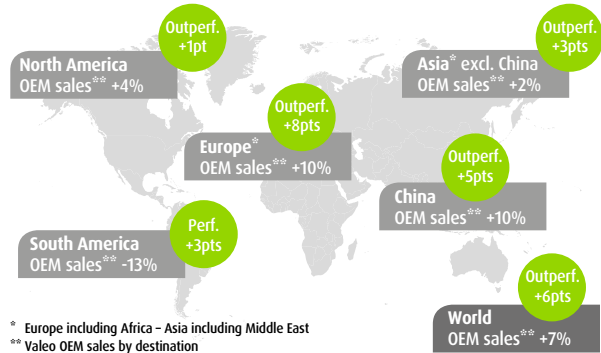 Outperf.
+1pt
North America
OEM sales** +4%
Outperf.
+3pts
Asia* excl. China
OEM sales** +2%
Outperf.
+8pts
Europe*
OEM sales** +10%
Outperf.
+5pts
China
OEM sales** +10%
Perf.
+3pts
South America
OEM sales** -13%
Outperf.
+6pts
World
OEM sales** +7%
* Europe including Africa – Asia including Middle East
** Valeo OEM sales by destination